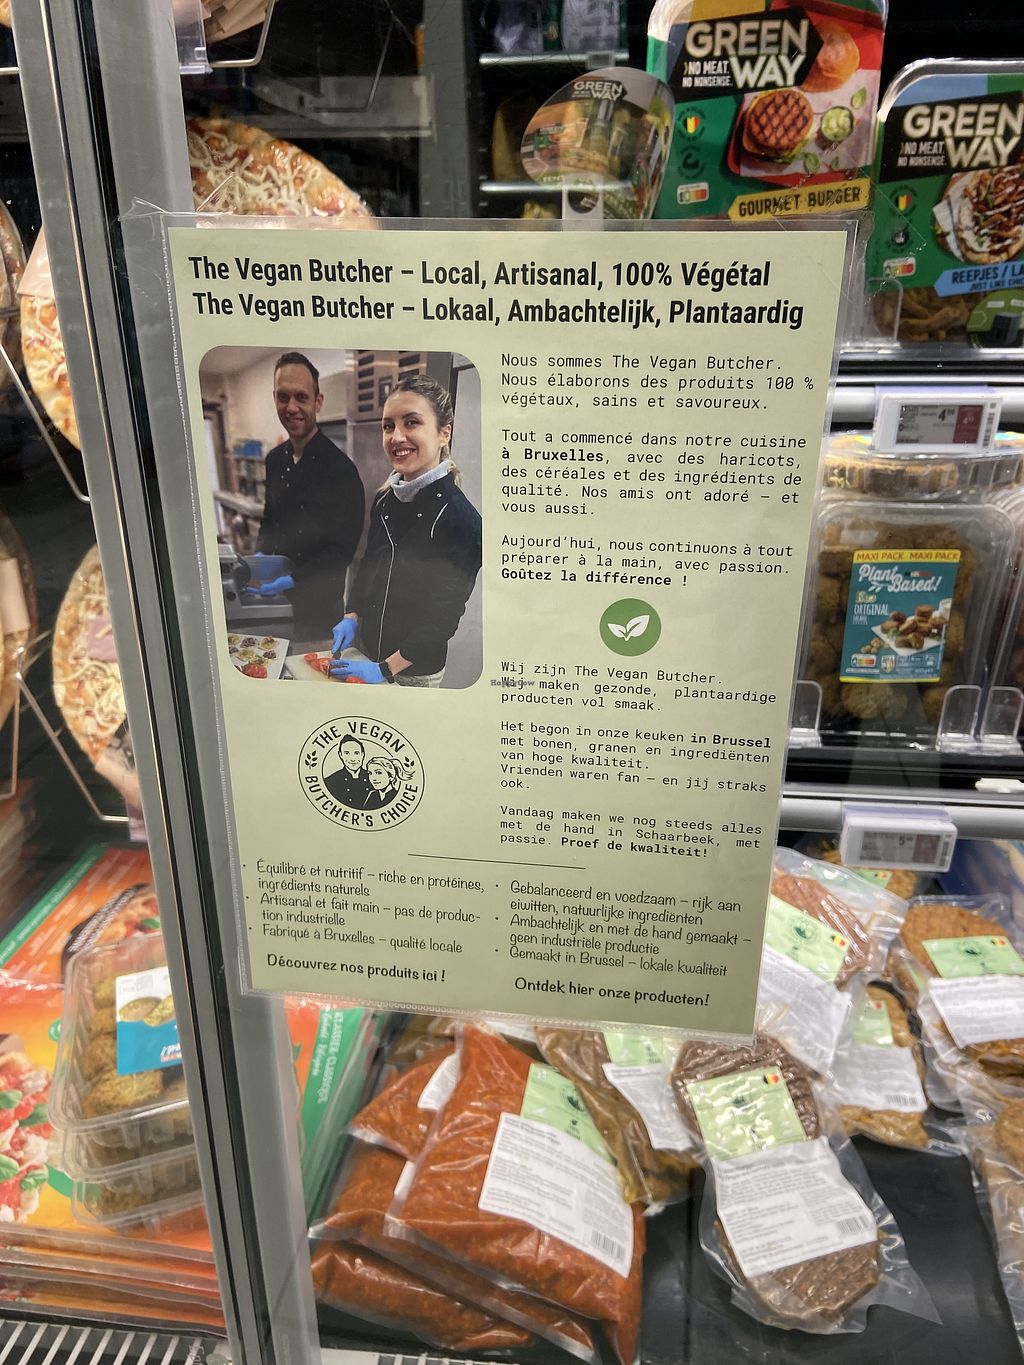 GREEN
WAY
NO MEAT.
NO NONSENSE.
GOURMET BURGER
GREEN
WAY
GREEN
WAY
NO MEAT.
NO NONSENSE.
REEPJES / LA
JUST LIKE CHIC
The Vegan Butcher – Local, Artisanal, 100% Végétal
The Vegan Butcher – Lokaal, Ambachtelijk, Plantaardig
Nous sommes The Vegan Butcher.
Nous élaborons des produits 100 %
végétaux, sains et savoureux.
Tout a commencé dans notre cuisine
à Bruxelles, avec des haricots,
des céréales et des ingrédients de
qualité. Nos amis ont adoré – et
vous aussi.
Aujourd'hui, nous continuons à tout
préparer à la main, avec passion.
Goûtez la différence !
Wij zijn The Vegan Butcher.
Wij maken gezonde, plantaardige
producten vol smaak.
HappyCow
Het begon in onze keuken in Brussel
met bonen, granen en ingrediënten
van hoge kwaliteit.
Vrienden waren fan – en jij straks
ook.
Vandaag maken we nog steeds alles
met de hand in Schaarbeek, met
passie. Proef de kwaliteit!
THE VEGAN
BUTCHER'S CHOICE
· Équilibré et nutritif – riche en protéines,
ingrédients naturels
· Artisanal et fait main – pas de produc-
tion industrielle
· Fabriqué à Bruxelles – qualité locale
Découvrez nos produits ici !
· Gebalanceerd en voedzaam – rijk aan
eiwitten, natuurlijke ingrediënten
· Ambachtelijk en met de hand gemaakt –
geen industriële productie
· Gemaakt in Brussel – lokale kwaliteit
Ontdek hier onze producten!
MAXI PACK MAXI PACK
Plant
Based!
ORIGINAL